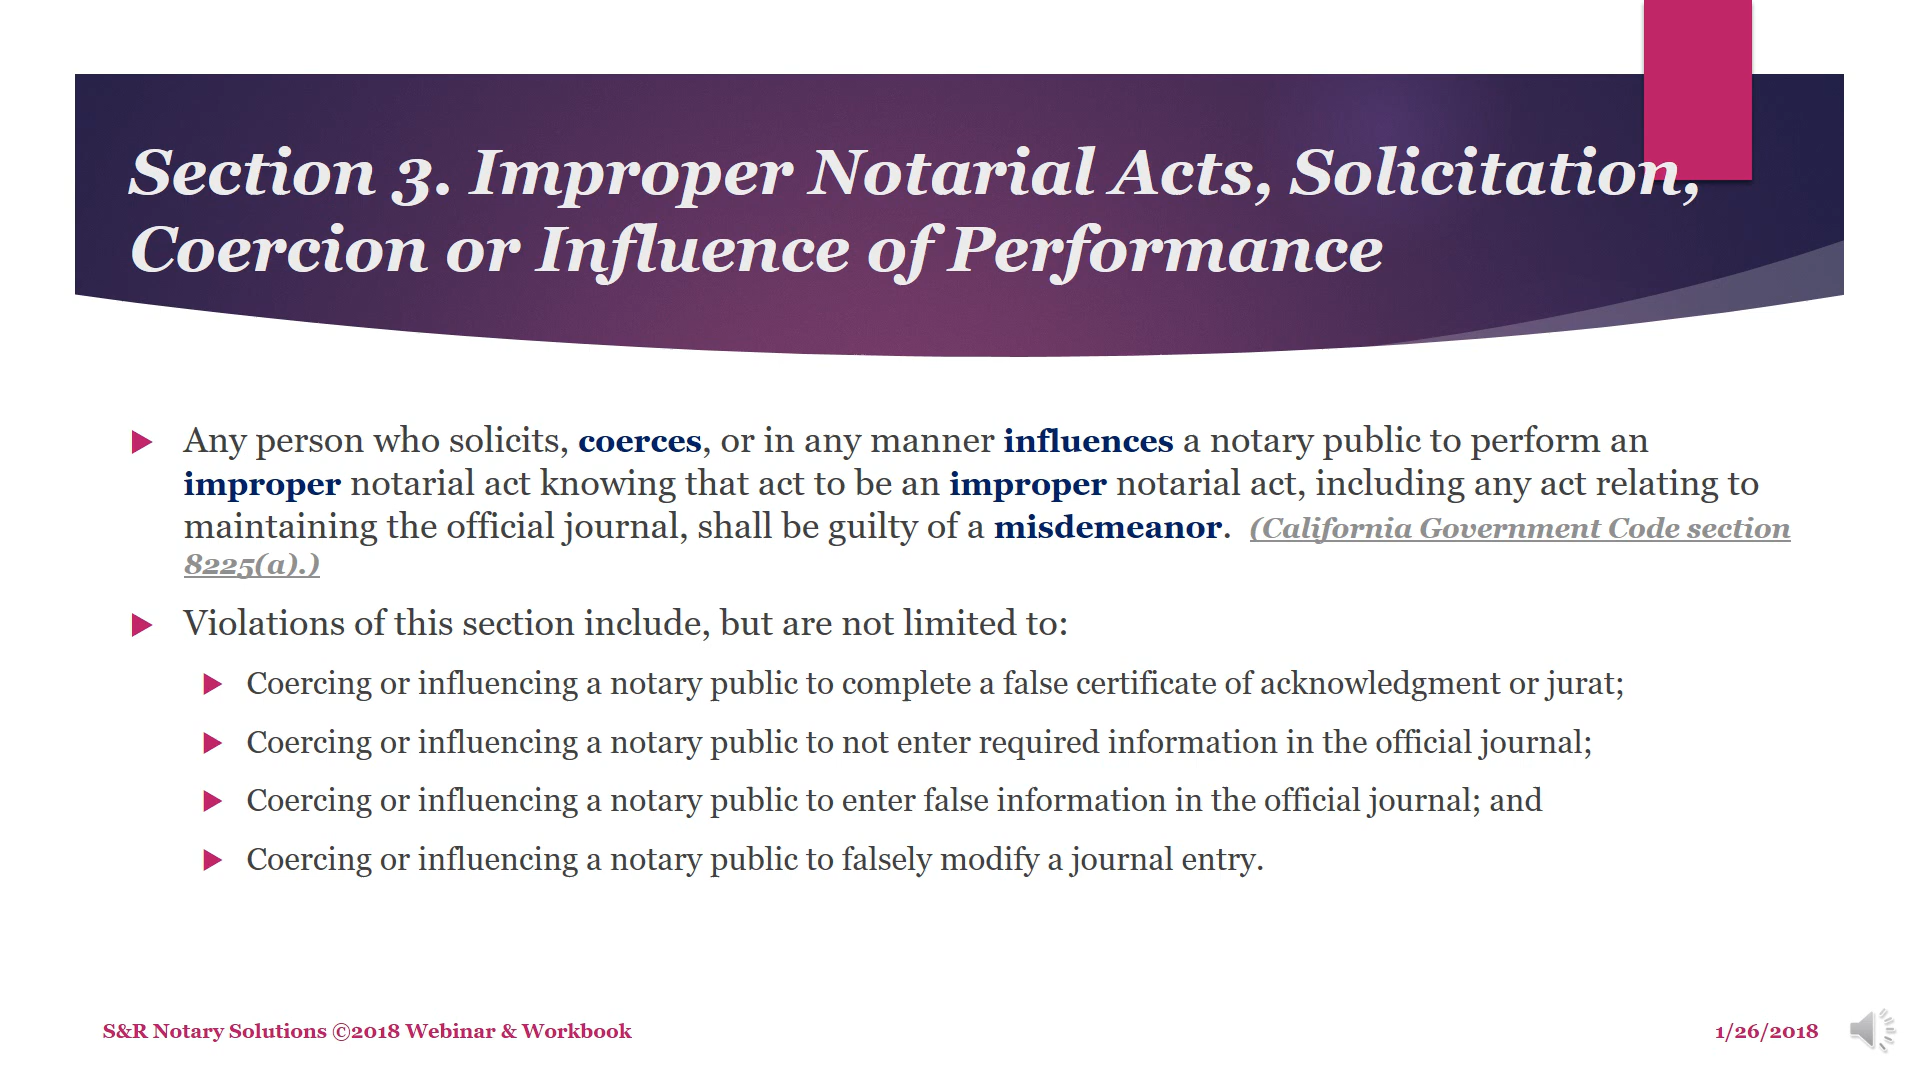 Section 3. Improper Notarial Acts, Solicitation,
Coercion or Influence of Performance
Any person who solicits, coerces, or in any manner influences a notary public to perform an
improper notarial act knowing that act to be an improper notarial act, including any act relating to
maintaining the official journal, shall be guilty of a misdemeanor. (California Government Code section
8225(a).)
Violations of this section include, but are not limited to:
Coercing or influencing a notary public to complete a false certificate of acknowledgment or jurat;
Coercing or influencing a notary public to not enter required information in the official journal;
Coercing or influencing a notary public to enter false information in the official journal; and
Coercing or influencing a notary public to falsely modify a journal entry.
S&R Notary Solutions ©2018 Webinar & Workbook
1/26/2018